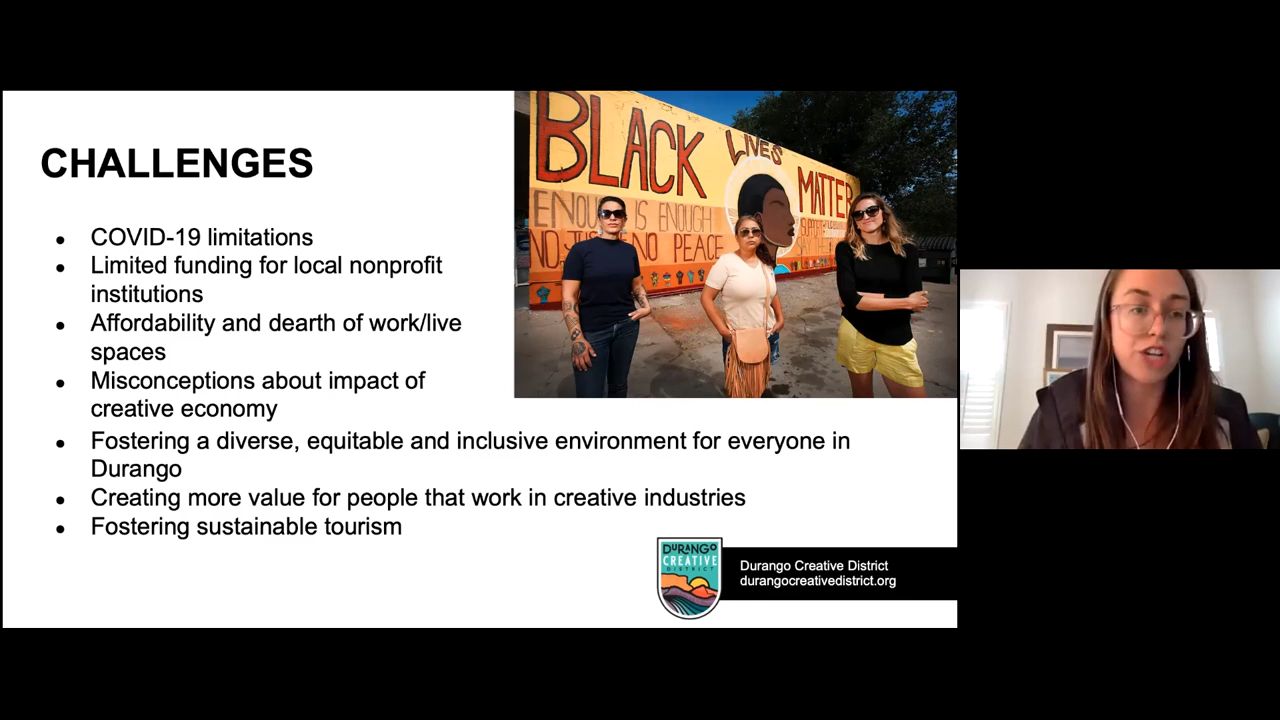 CHALLENGES
● COVID-19 limitations
● Limited funding for local nonprofit
institutions
● Affordability and dearth of work/live
spaces
● Misconceptions about impact of
creative economy
● Fostering a diverse, equitable and inclusive environment for everyone in
Durango
● Creating more value for people that work in creative industries
● Fostering sustainable tourism
BLACK
LIVES
MATTER
IS ENOUGH
NO PEACE
DURANGO
CREATIVE
DISTRICT
Durango Creative District
durangocreativedistrict.org